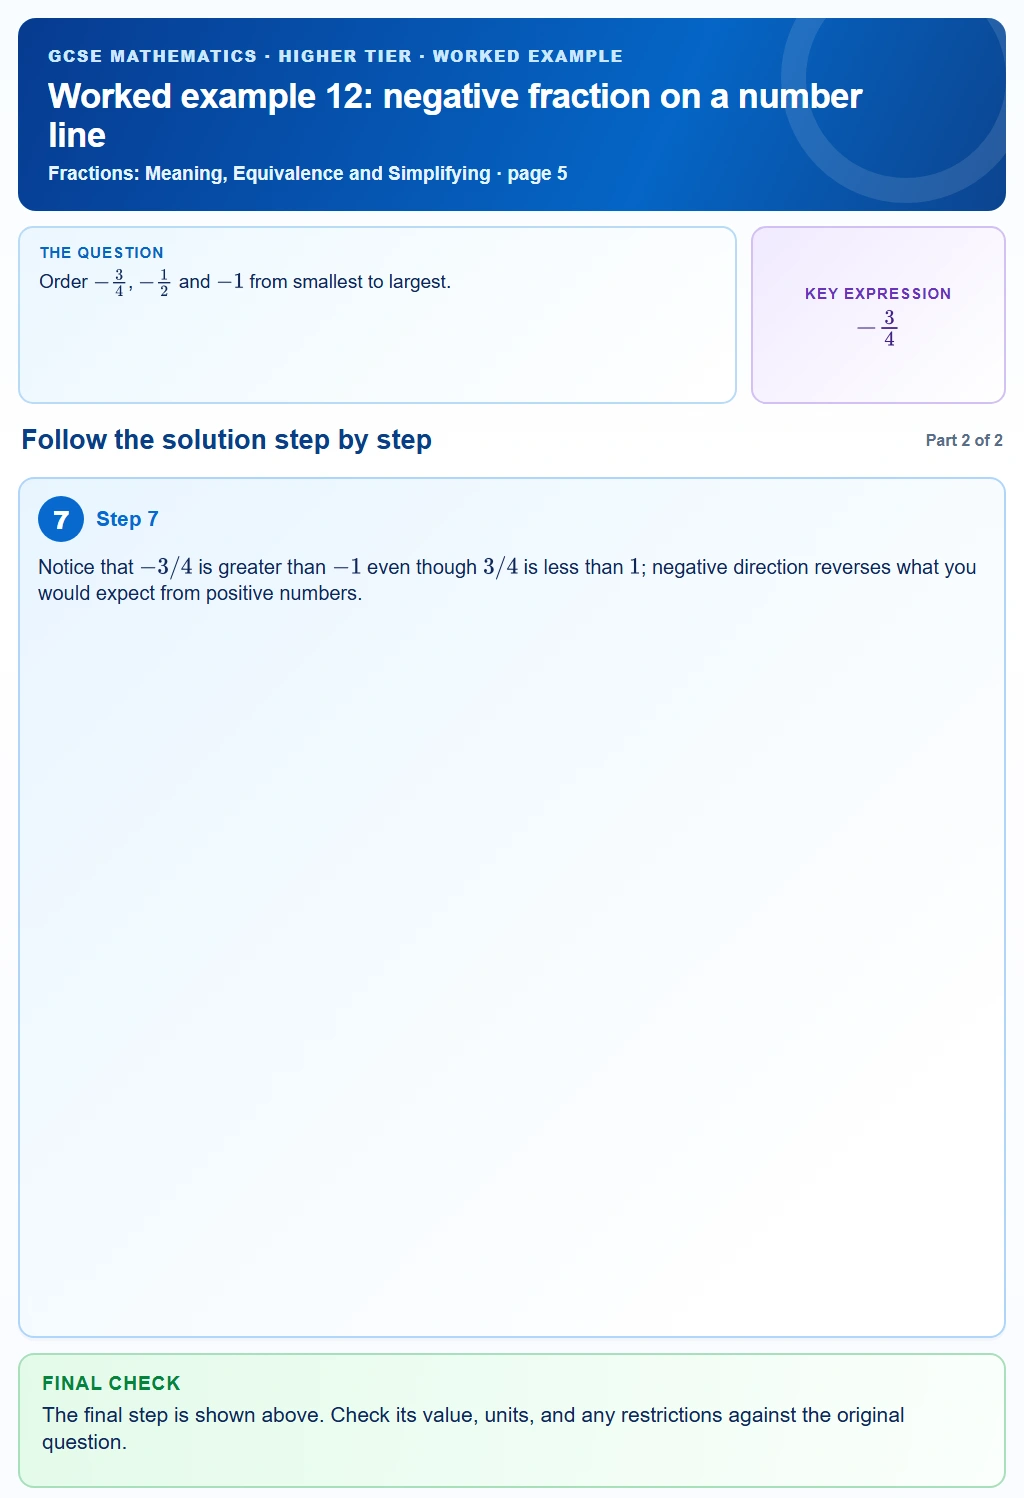 GCSE MATHEMATICS · HIGHER TIER · WORKED EXAMPLE
Worked example 12: negative fraction on a number
line
Fractions: Meaning, Equivalence and Simplifying · page 5
THE QUESTION
Order −3/4, −1/2 and −1 from smallest to largest.
KEY EXPRESSION
−3/4
Follow the solution step by step
Part 2 of 2
7 Step 7
Notice that −3/4 is greater than −1 even though 3/4 is less than 1; negative direction reverses what you
would expect from positive numbers.
FINAL CHECK
The final step is shown above. Check its value, units, and any restrictions against the original
question.